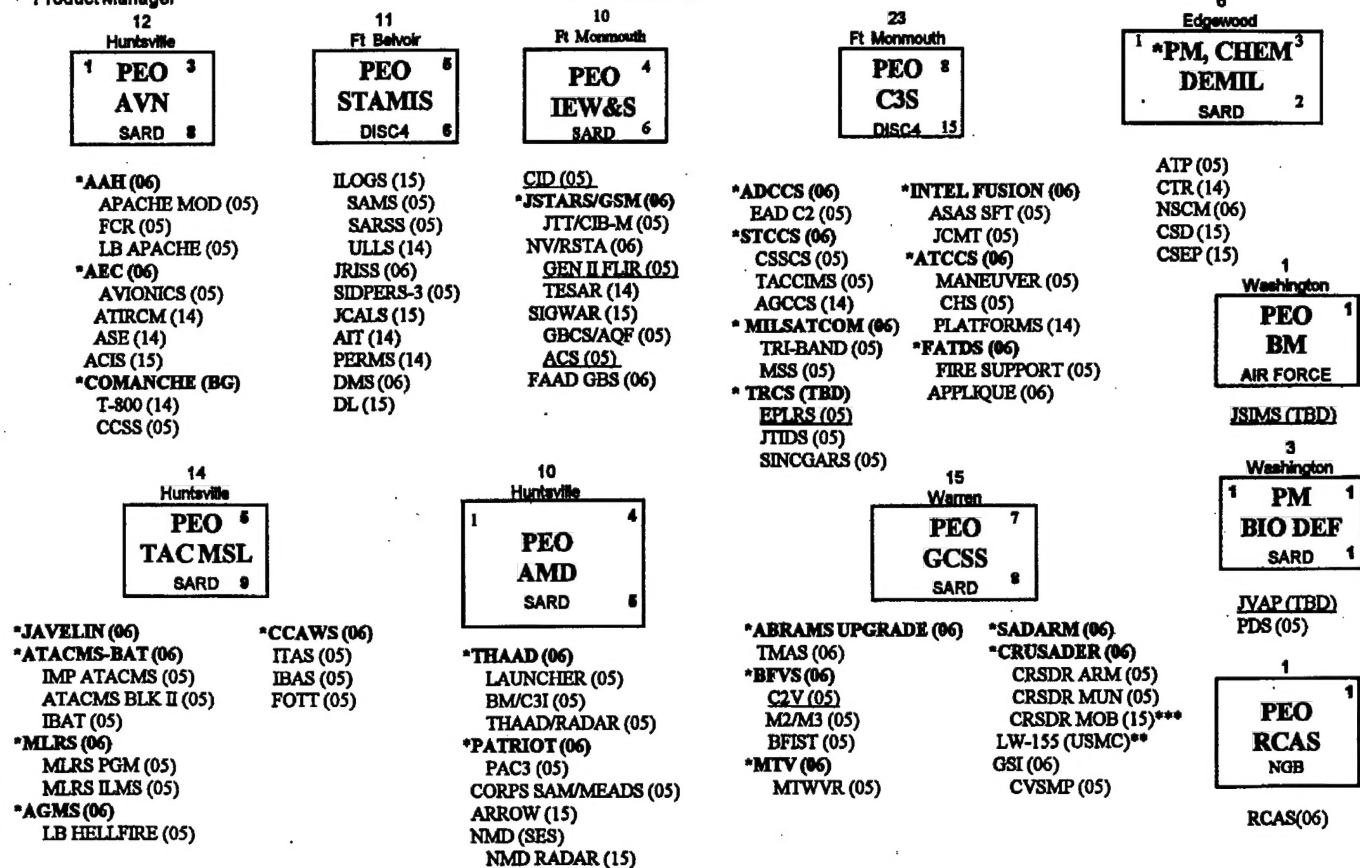 Product Manager
12
Huntsville
1 PEO 3
AVN
SARD 8
*AAH (06)
APACHE MOD (05)
FCR (05)
LB APACHE (05)
*AEC (06)
AVIONICS (05)
ATIRCM (14)
ASE (14)
ACIS (15)
*COMANCHE (BG)
T-800 (14)
CCSS (05)
11
Ft Belvoir
PEO 5
STAMIS
DISC4 6
ILOGS (15)
SAMS (05)
SARSS (05)
ULLS (14)
JRISS (06)
SIDPERS-3 (05)
JCALS (15)
AIT (14)
PERMS (14)
DMS (06)
DL (15)
10
Ft Monmouth
PEO 4
IEW&S
SARD 6
CID (05)
*JSTARS/GSM (06)
JTT/CIB-M (05)
NV/RSTA (06)
GEN II FLIR (05)
TESAR (14)
SIGWAR (15)
GBCS/AQF (05)
ACS (05)
FAAD GBS (06)
23
Ft Monmouth
PEO 8
C3S
DISC4 15
*ADCCS (06)
EAD C2 (05)
*STCCS (06)
CSSCS (05)
TACCIMS (05)
AGCCS (14)
* MILSATCOM (06)
TRI-BAND (05)
MSS (05)
* TRCS (TBD)
EPLRS (05)
JTIDS (05)
SINCGARS (05)
*INTEL FUSION (06)
ASAS SFT (05)
JCMT (05)
*ATCCS (06)
MANEUVER (05)
CHS (05)
PLATFORMS (14)
*FATDS (06)
FIRE SUPPORT (05)
APPLIQUE (06)
6
Edgewood
1 *PM, CHEM 3
DEMIL
SARD 2
ATP (05)
CTR (14)
NSCM (06)
CSD (15)
CSEP (15)
1
Washington
PEO 1
BM
AIR FORCE
JSIMS (TBD)
14
Huntsville
PEO 5
TACMSL
SARD 9
*JAVELIN (06)
*ATACMS-BAT (06)
IMP ATACMS (05)
ATACMS BLK II (05)
IBAT (05)
*MLRS (06)
MLRS PGM (05)
MLRS ILMS (05)
*AGMS (06)
LB HELLFIRE (05)
*CCAWS (06)
ITAS (05)
IBAS (05)
FOTT (05)
10
Huntsville
1 4
PEO
AMD
SARD 5
*THAAD (06)
LAUNCHER (05)
BM/C3I (05)
THAAD/RADAR (05)
*PATRIOT (06)
PAC3 (05)
CORPS SAM/MEADS (05)
ARROW (15)
NMD (SES)
NMD RADAR (15)
15
Warren
PEO 7
GCSS
SARD 8
*ABRAMS UPGRADE (06)
TMAS (06)
*BFVS (06)
C2V (05)
M2/M3 (05)
BFIST (05)
*MTV (06)
MTWVR (05)
*SADARM (06)
*CRUSADER (06)
CRSDR ARM (05)
CRSDR MUN (05)
CRSDR MOB (15)***
LW-155 (USMC)**
GSI (06)
CVSMP (05)
3
Washington
1 PM 1
BIO DEF
SARD 1
JVAP (TBD)
PDS (05)
1
PEO 1
RCAS
NGB
RCAS(06)